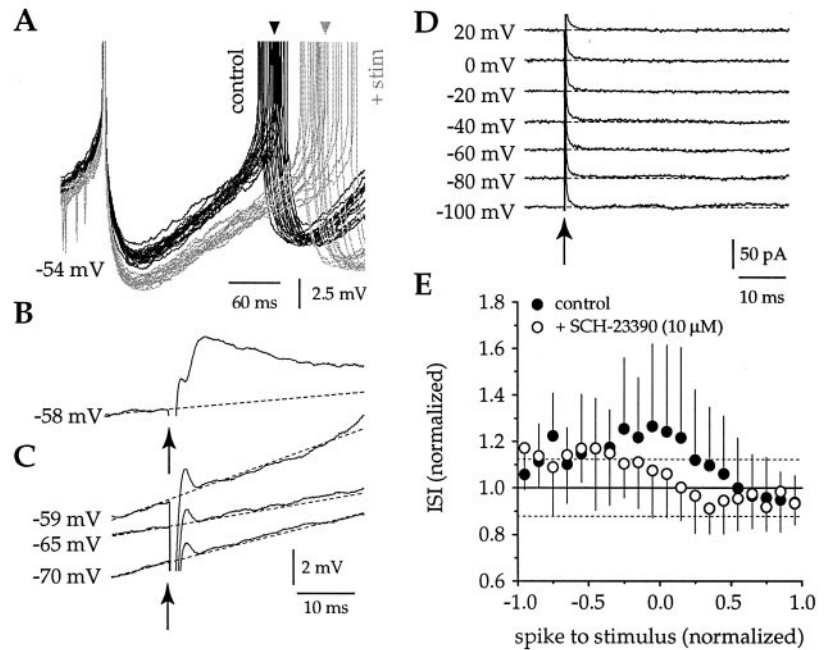 A
control
+ stim
-54 mV
60 ms
2.5 mV
B
-58 mV
C
-59 mV
-65 mV
-70 mV
2 mV
10 ms
D
20 mV
0 mV
-20 mV
-40 mV
-60 mV
-80 mV
-100 mV
50 pA
10 ms
E
1.8
1.6
1.4
1.2
1.0
0.8
0.6
ISI (normalized)
control
+ SCH-23390 (10 µM)
-1.0 -0.5 0.0 0.5 1.0
spike to stimulus (normalized)